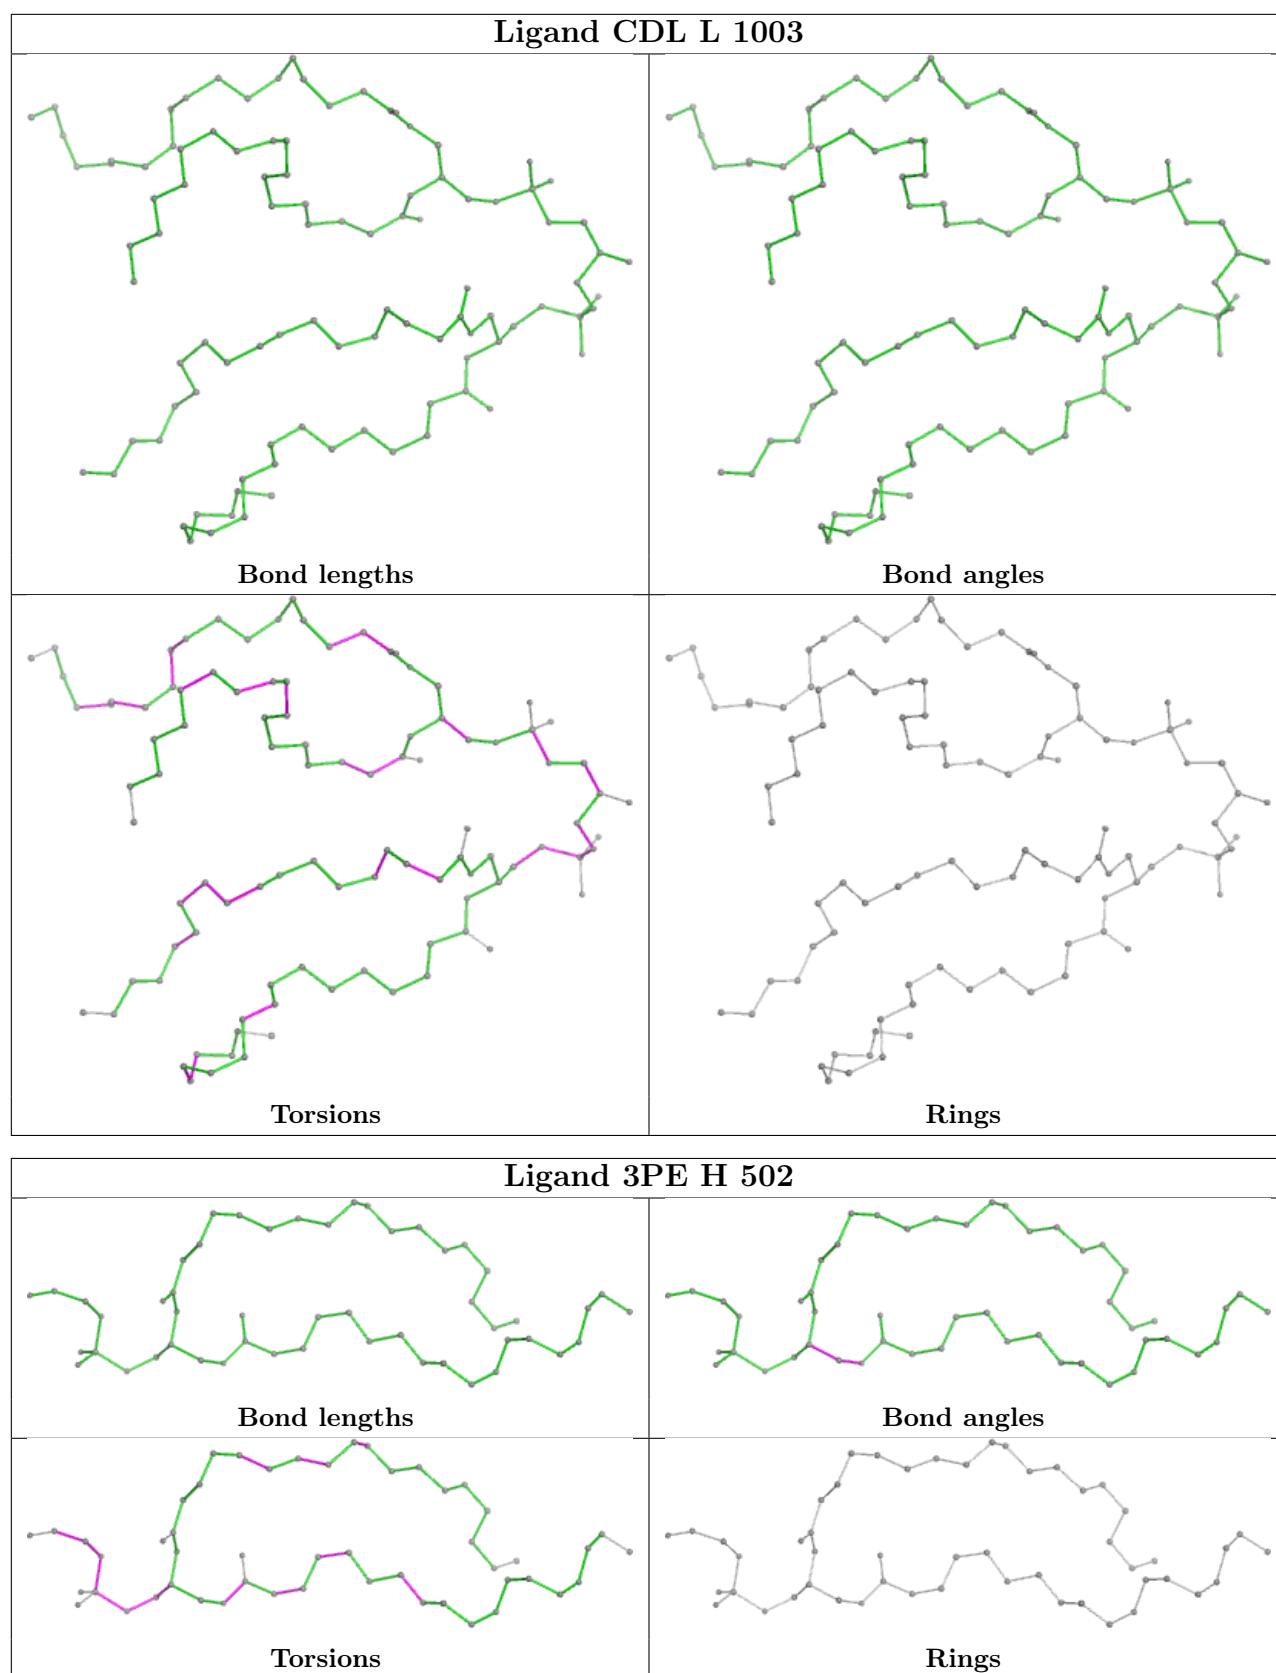 Ligand CDL L 1003
Bond lengths
Bond angles
Torsions
Rings
Ligand 3PE H 502
Bond lengths
Bond angles
Torsions
Rings